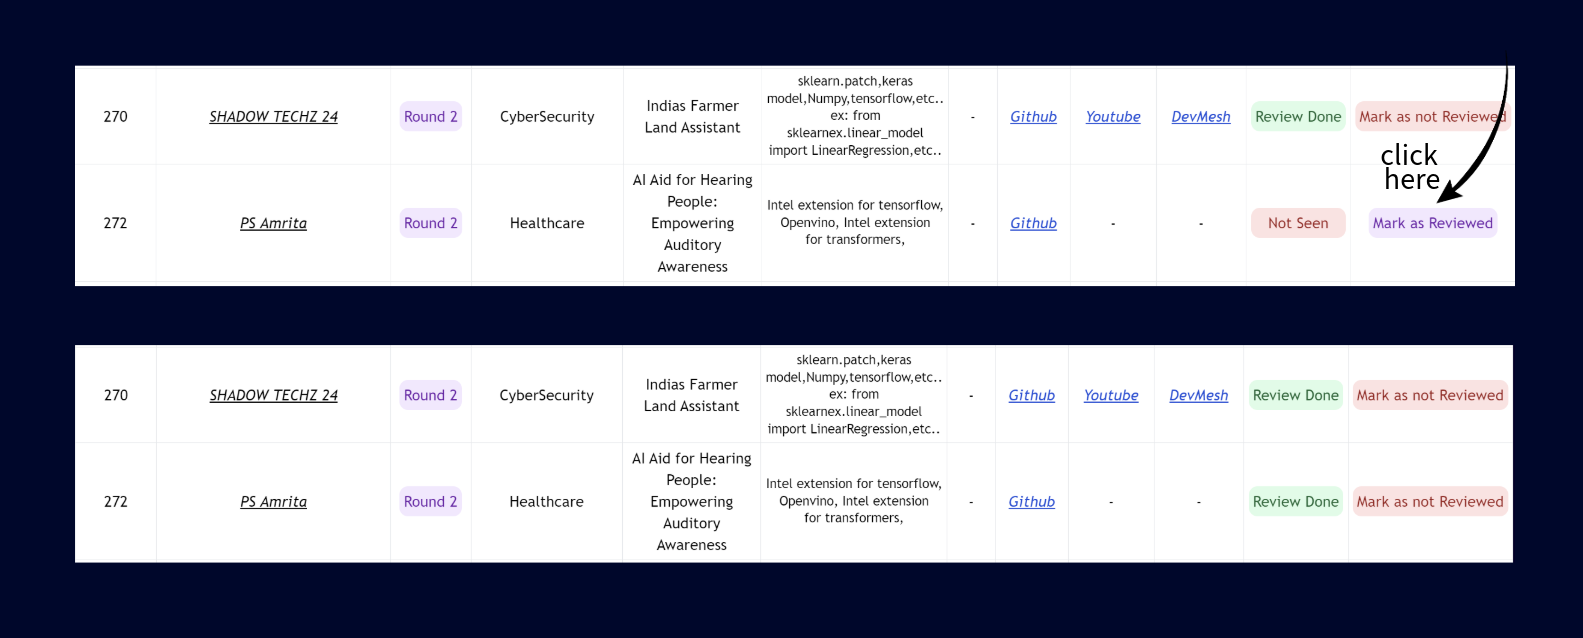 270
SHADOW TECHZ 24
Round 2
CyberSecurity
Indias Farmer
Land Assistant
sklearn.patch,keras
model,Numpy,tensorflow,etc..
ex: from
sklearnex.linear_model
import LinearRegression,etc..
-
Github
Youtube
DevMesh
Review Done
Mark as not Reviewed
click
here
272
PS Amrita
Round 2
Healthcare
AI Aid for Hearing
People:
Empowering
Auditory
Awareness
Intel extension for tensorflow,
Openvino, Intel extension
for transformers,
-
Github
-
-
Not Seen
Mark as Reviewed
270
SHADOW TECHZ 24
Round 2
CyberSecurity
Indias Farmer
Land Assistant
sklearn.patch,keras
model,Numpy,tensorflow,etc..
ex: from
sklearnex.linear_model
import LinearRegression,etc..
-
Github
Youtube
DevMesh
Review Done
Mark as not Reviewed
272
PS Amrita
Round 2
Healthcare
AI Aid for Hearing
People:
Empowering
Auditory
Awareness
Intel extension for tensorflow,
Openvino, Intel extension
for transformers,
-
Github
-
-
Review Done
Mark as not Reviewed